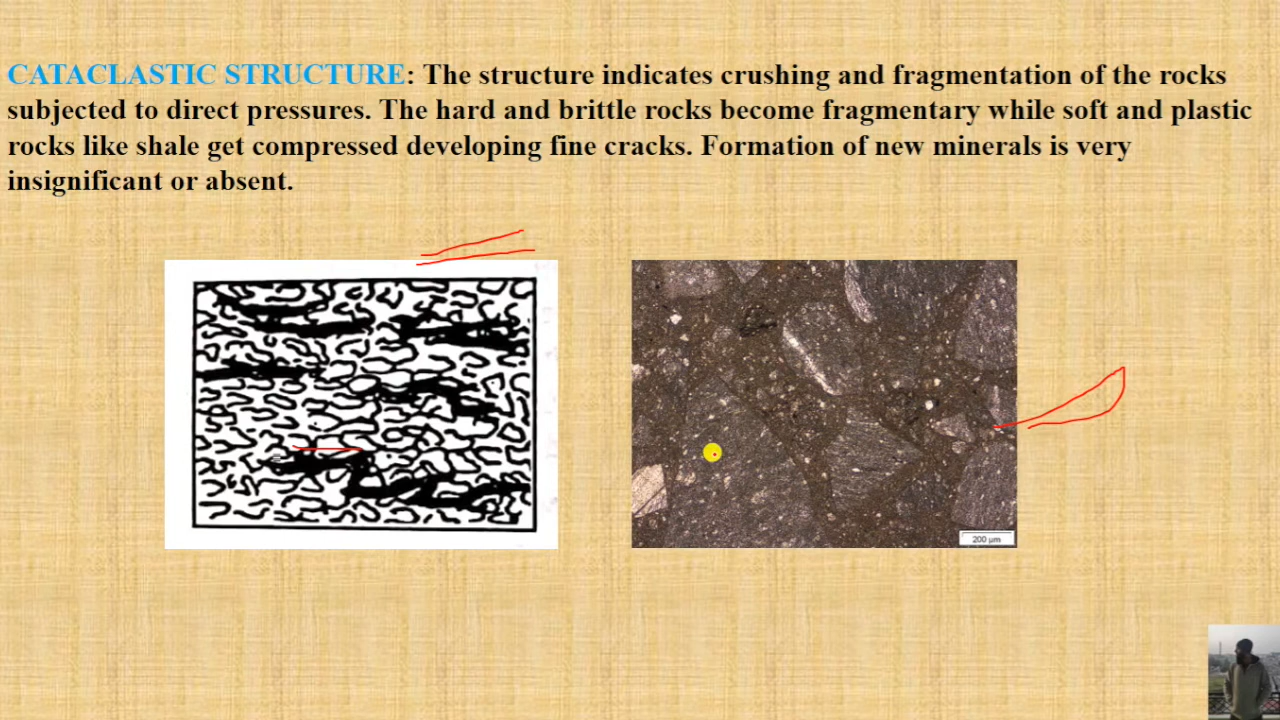 CATACLASTIC STRUCTURE: The structure indicates crushing and fragmentation of the rocks
subjected to direct pressures. The hard and brittle rocks become fragmentary while soft and plastic
rocks like shale get compressed developing fine cracks. Formation of new minerals is very
insignificant or absent.
200 µm